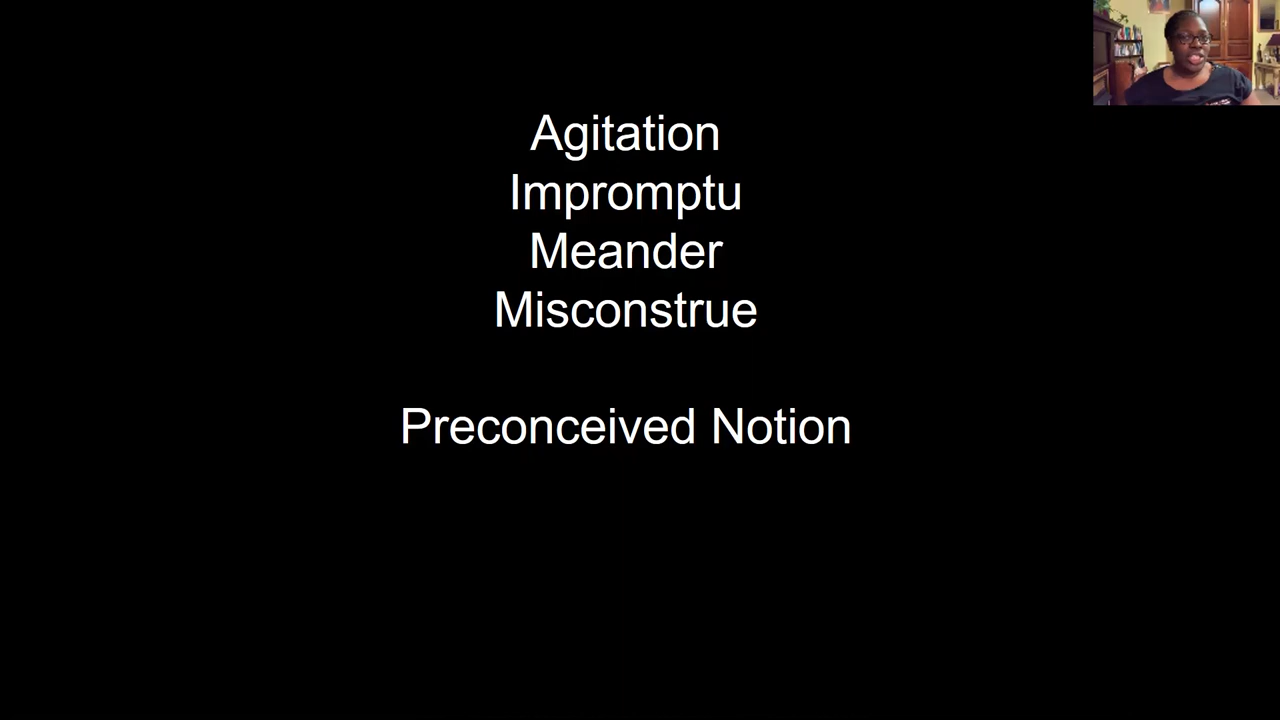 Agitation
Impromptu
Meander
Misconstrue
Preconceived Notion